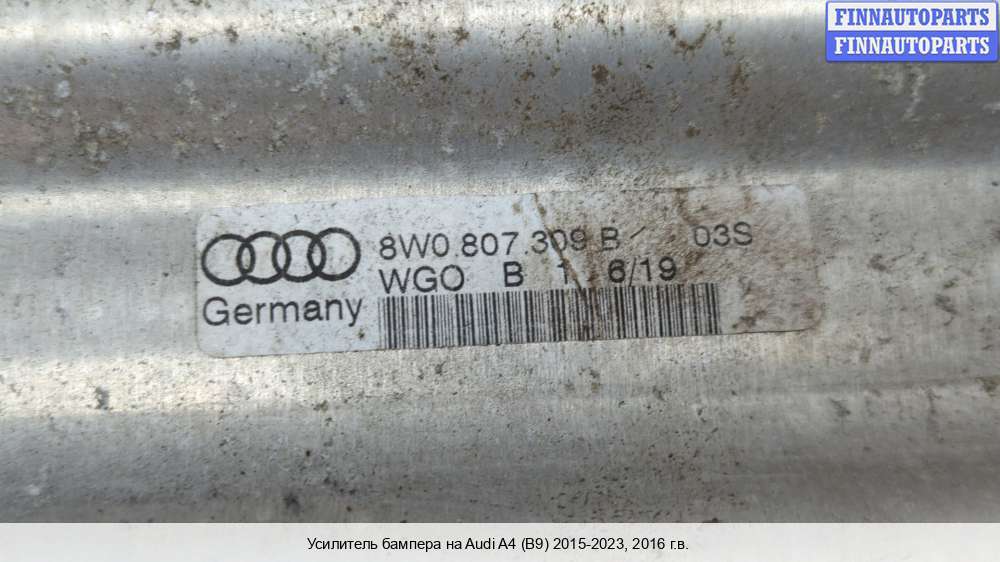 FINNAUTOPARTS
FINNAUTOPARTS
8W0.807.309 B 03S
WGO B 1 6/19
Germany
Усилитель бампера на Audi A4 (B9) 2015-2023, 2016 г.в.